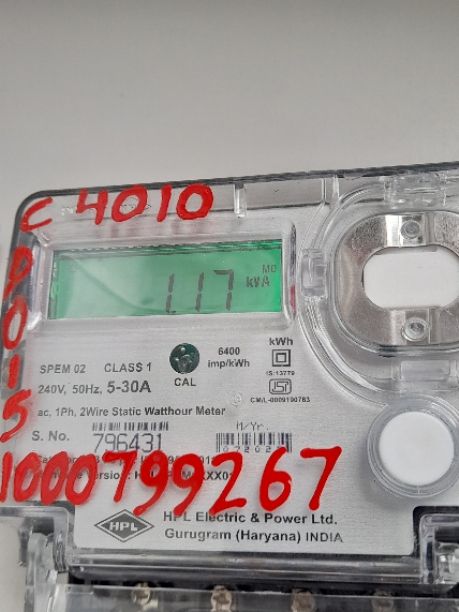 C 4010
D015
MD
1.17 kVA
SPEM 02 CLASS 1
6400
imp/kWh
kWh
240V, 50Hz, 5-30A
CAL
IS:13779
CM/L-0009190783
ac, 1Ph, 2Wire Static Watthour Meter
S. No. 796431
M/Yr.
1000799267
HPL
HPL Electric & Power Ltd.
Gurugram (Haryana) INDIA